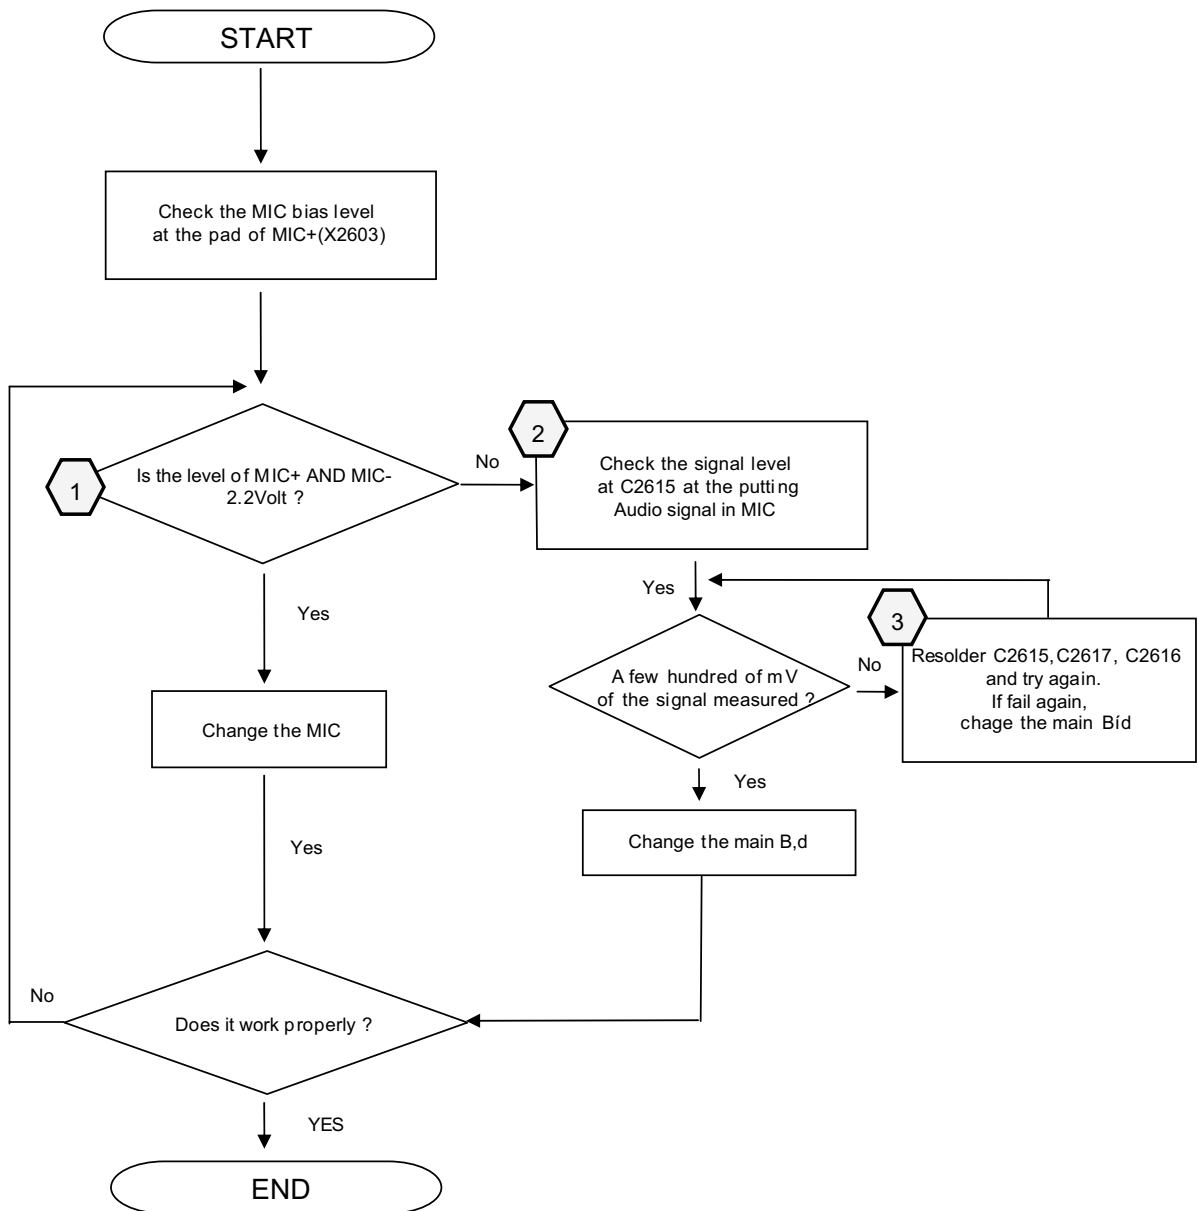 START
Check the MIC bias level
at the pad of MIC+(X2603)
1
Is the level of MIC+ AND MIC-
2.2Volt ?
No
2
Check the signal level
at C2615 at the putting
Audio signal in MIC
Yes
Yes
3
A few hundred of mV
of the signal measured ?
No
Resolder C2615,C2617, C2616
and try again.
If fail again,
chage the main Bíd
Change the MIC
Yes
Change the main B,d
Yes
No
Does it work properly ?
YES
END